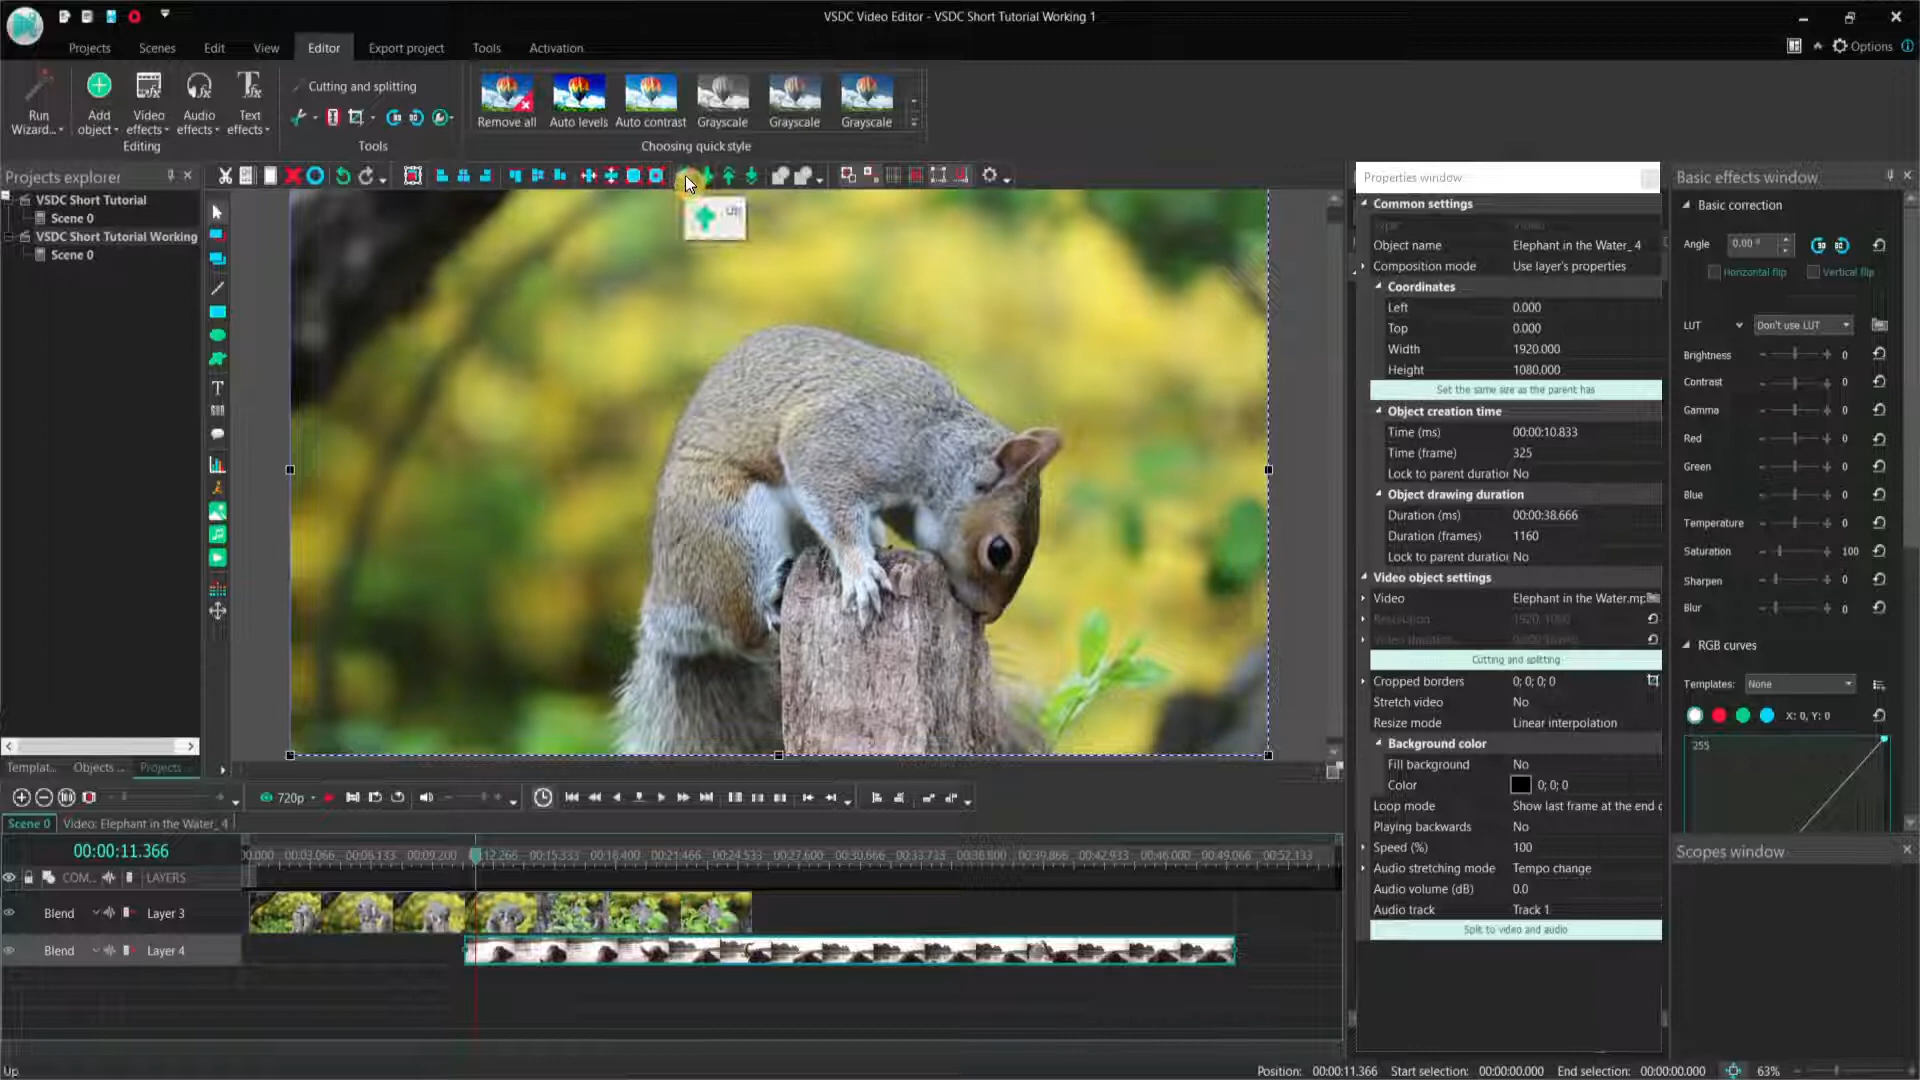 VSDC Video Editor - VSDC Short Tutorial Working 1
Projects
Scenes
Edit
View
Editor
Export project
Tools
Activation
Options
Run
Wizard...
Add
object
Video
effects
Audio
effects
Text
effects
Editing
Cutting and splitting
Tools
Remove all
Auto levels
Auto contrast
Grayscale
Grayscale
Grayscale
Choosing quick style
Projects explorer
VSDC Short Tutorial
Scene 0
VSDC Short Tutorial Working
Scene 0
Templat...
Objects ...
Projects
Properties window
Common settings
Object name Elephant in the Water_ 4
Composition mode Use layer's properties
Coordinates
Left 0.000
Top 0.000
Width 1920.000
Height 1080.000
Set the same size as the parent has
Object creation time
Time (ms) 00:00:10.833
Time (frame) 325
Lock to parent duratior No
Object drawing duration
Duration (ms) 00:00:38.666
Duration (frames) 1160
Lock to parent duratior No
Video object settings
Video Elephant in the Water.mp
Resolution 1920; 1080
Cutting and splitting
Cropped borders 0; 0; 0; 0
Stretch video No
Resize mode Linear interpolation
Background color
Fill background No
Color 0; 0; 0
Loop mode Show last frame at the end o
Playing backwards No
Speed (%) 100
Audio stretching mode Tempo change
Audio volume (dB) 0.0
Audio track Track 1
Split to video and audio
Basic effects window
Basic correction
Angle 0.00 °
Horizontal flip Vertical flip
LUT Don't use LUT
Brightness 0
Contrast 0
Gamma 0
Red 0
Green 0
Blue 0
Temperature 0
Saturation 100
Sharpen 0
Blur 0
RGB curves
Templates: None
X: 0, Y: 0
255
Scopes window
720p
Scene 0
Video: Elephant in the Water_ 4
00:00:11.366
COM...
LAYERS
Blend
Layer 3
Blend
Layer 4
Up
Position: 00:00:11.366 Start selection: 00:00:00.000 End selection: 00:00:00.000 63%